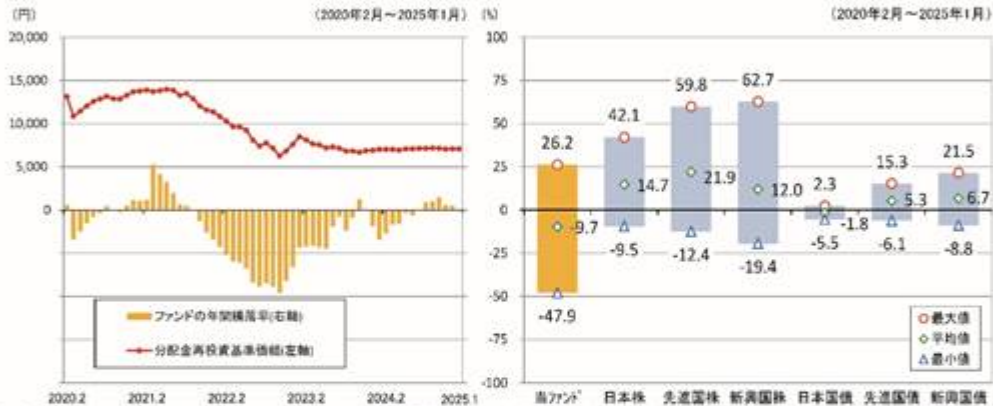 (円)
(2020年2月～2025年1月)
20,000
15,000
10,000
5,000
0
ファンドの年間騰落率(右軸)
分配金再投資基準価額(左軸)
2020.2 2021.2 2022.2 2023.2 2024.2 2025.1
(%)
(2020年2月～2025年1月)
100
75
50
25
0
-25
-50
-75
-100
26.2 42.1 59.8 62.7 2.3 15.3 21.5
-9.7 14.7 21.9 12.0 -1.8 5.3 6.7
-47.9 -9.5 -12.4 -19.4 -5.5 -6.1 -8.8
最大値
平均値
最小値
当ファンド 日本株 先進国株 新興国株 日本国債 先進国債 新興国債